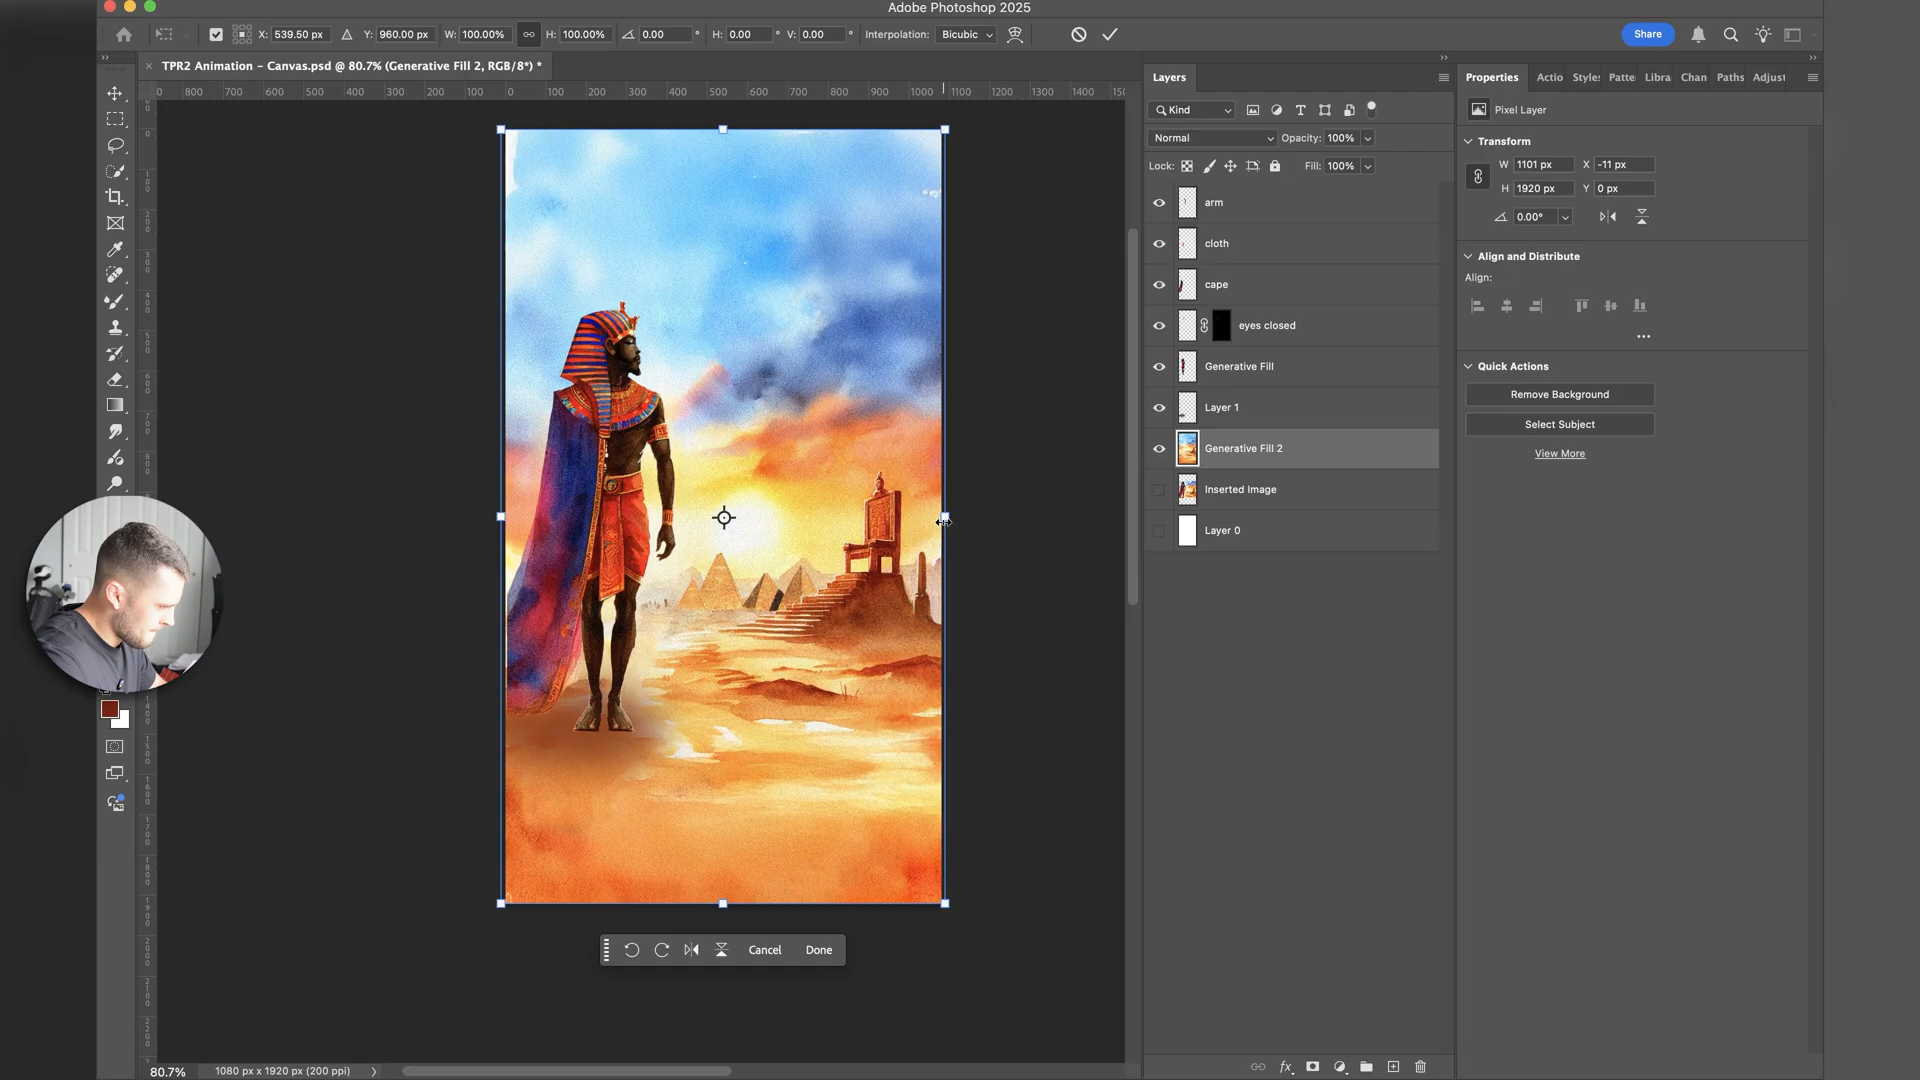 Adobe Photoshop 2025
X: 539.50 px Y: 960.00 px W: 100.00% H: 100.00% 0.00 ° H: 0.00 ° V: 0.00 ° Interpolation: Bicubic
Share
TPR2 Animation – Canvas.psd @ 80.7% (Generative Fill 2, RGB/8*) *
0 800 700 600 500 400 300 200 100 0 100 200 300 400 500 600 700 800 900 1000 1100 1200 1300 1400 150
Layers
Kind
Normal Opacity: 100%
Lock: Fill: 100%
arm
cloth
cape
eyes closed
Generative Fill
Layer 1
Generative Fill 2
Inserted Image
Layer 0
Properties Actio Styles Patte Libra Chan Paths Adjust
Pixel Layer
Transform
W 1101 px X -11 px
H 1920 px Y 0 px
0.00°
Align and Distribute
Align:
Quick Actions
Remove Background
Select Subject
View More
Cancel Done
80.7% 1080 px x 1920 px (200 ppi)
fx